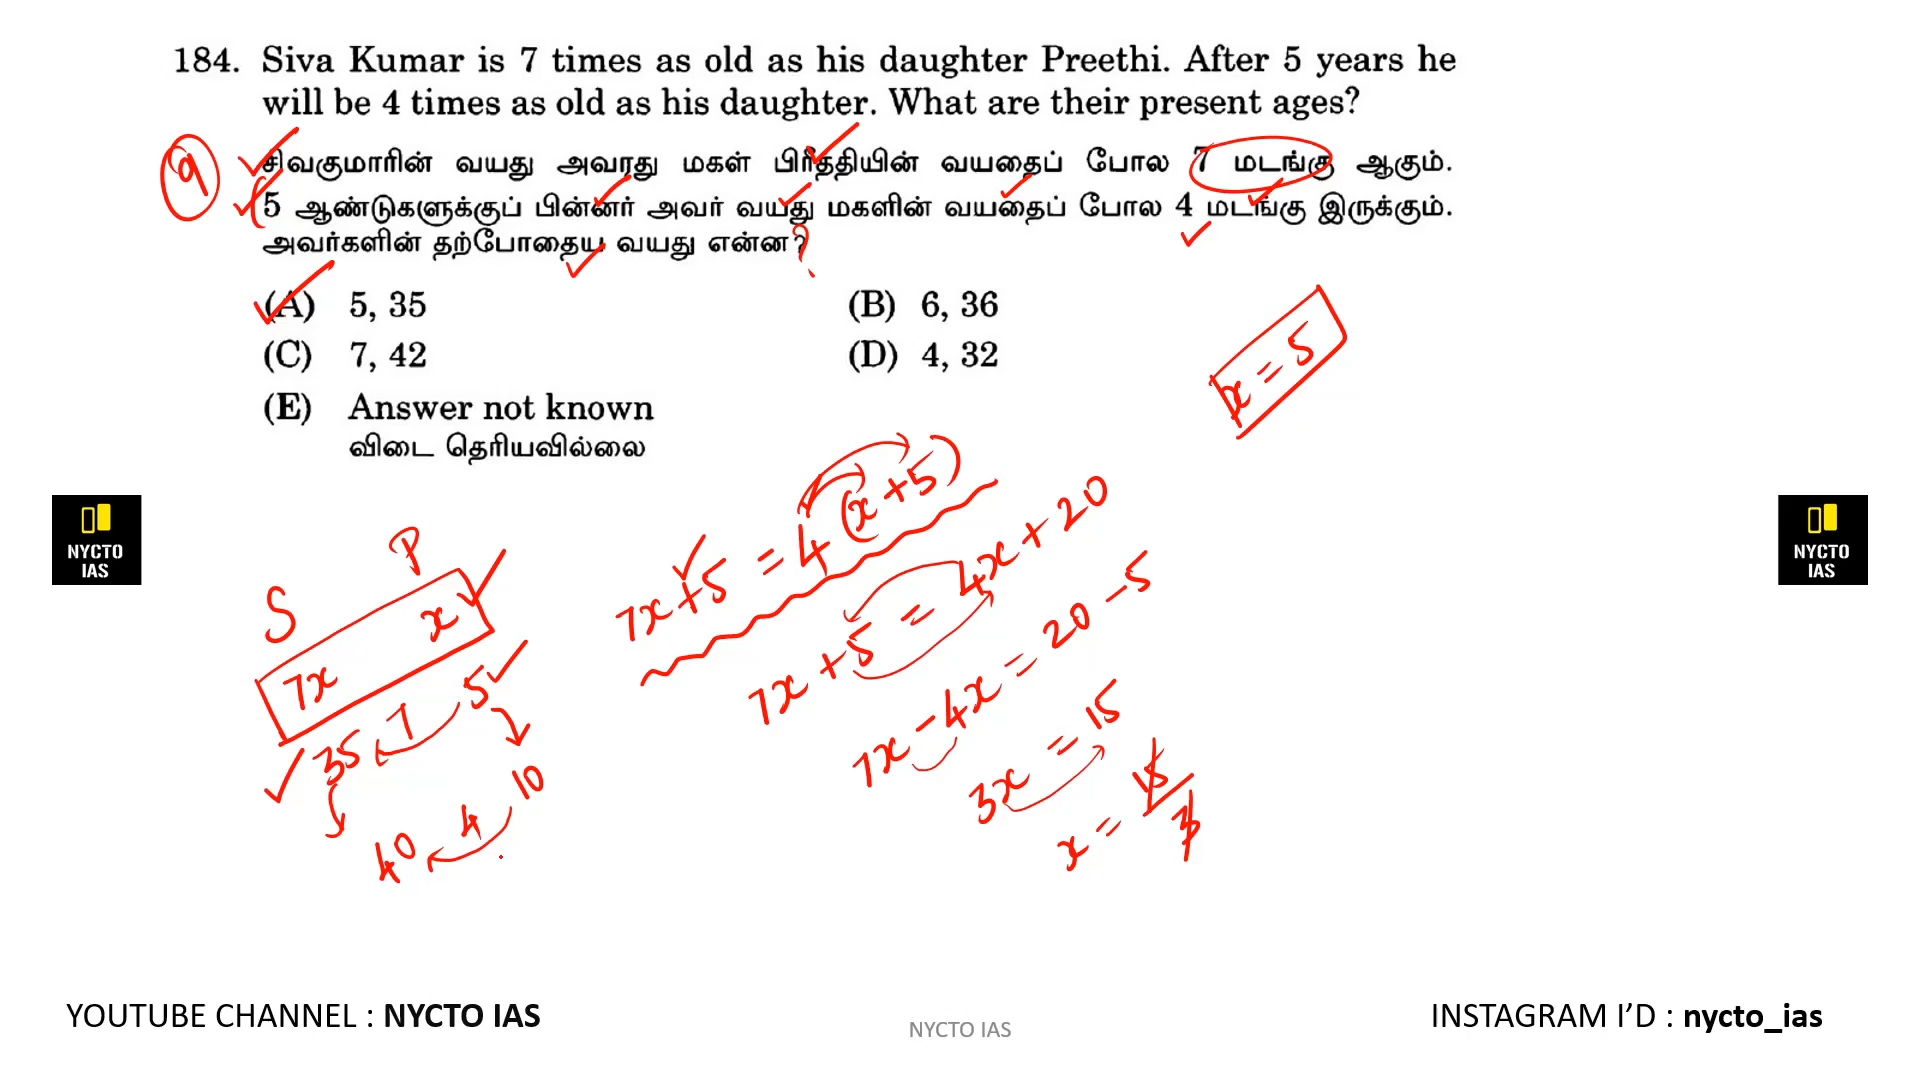 184. Siva Kumar is 7 times as old as his daughter Preethi. After 5 years he
will be 4 times as old as his daughter. What are their present ages?
9
சிவகுமாரின் வயது அவரது மகள் பிரீத்தியின் வயதைப் போல 7 மடங்கு ஆகும்.
5 ஆண்டுகளுக்குப் பின்னர் அவர் வயது மகளின் வயதைப் போல 4 மடங்கு இருக்கும்.
அவர்களின் தற்போதைய வயது என்ன?
(A) 5, 35 (B) 6, 36
(C) 7, 42 (D) 4, 32
(E) Answer not known
விடை தெரியவில்லை
x = 5
NYCTO
IAS
NYCTO
IAS
S P
7x x
35 7 5
40 4 10
7x+5 = 4(x+5)
7x+5 = 4x+20
7x-4x = 20-5
3x = 15
x = 15/3
YOUTUBE CHANNEL : NYCTO IAS
NYCTO IAS
INSTAGRAM I’D : nycto_ias